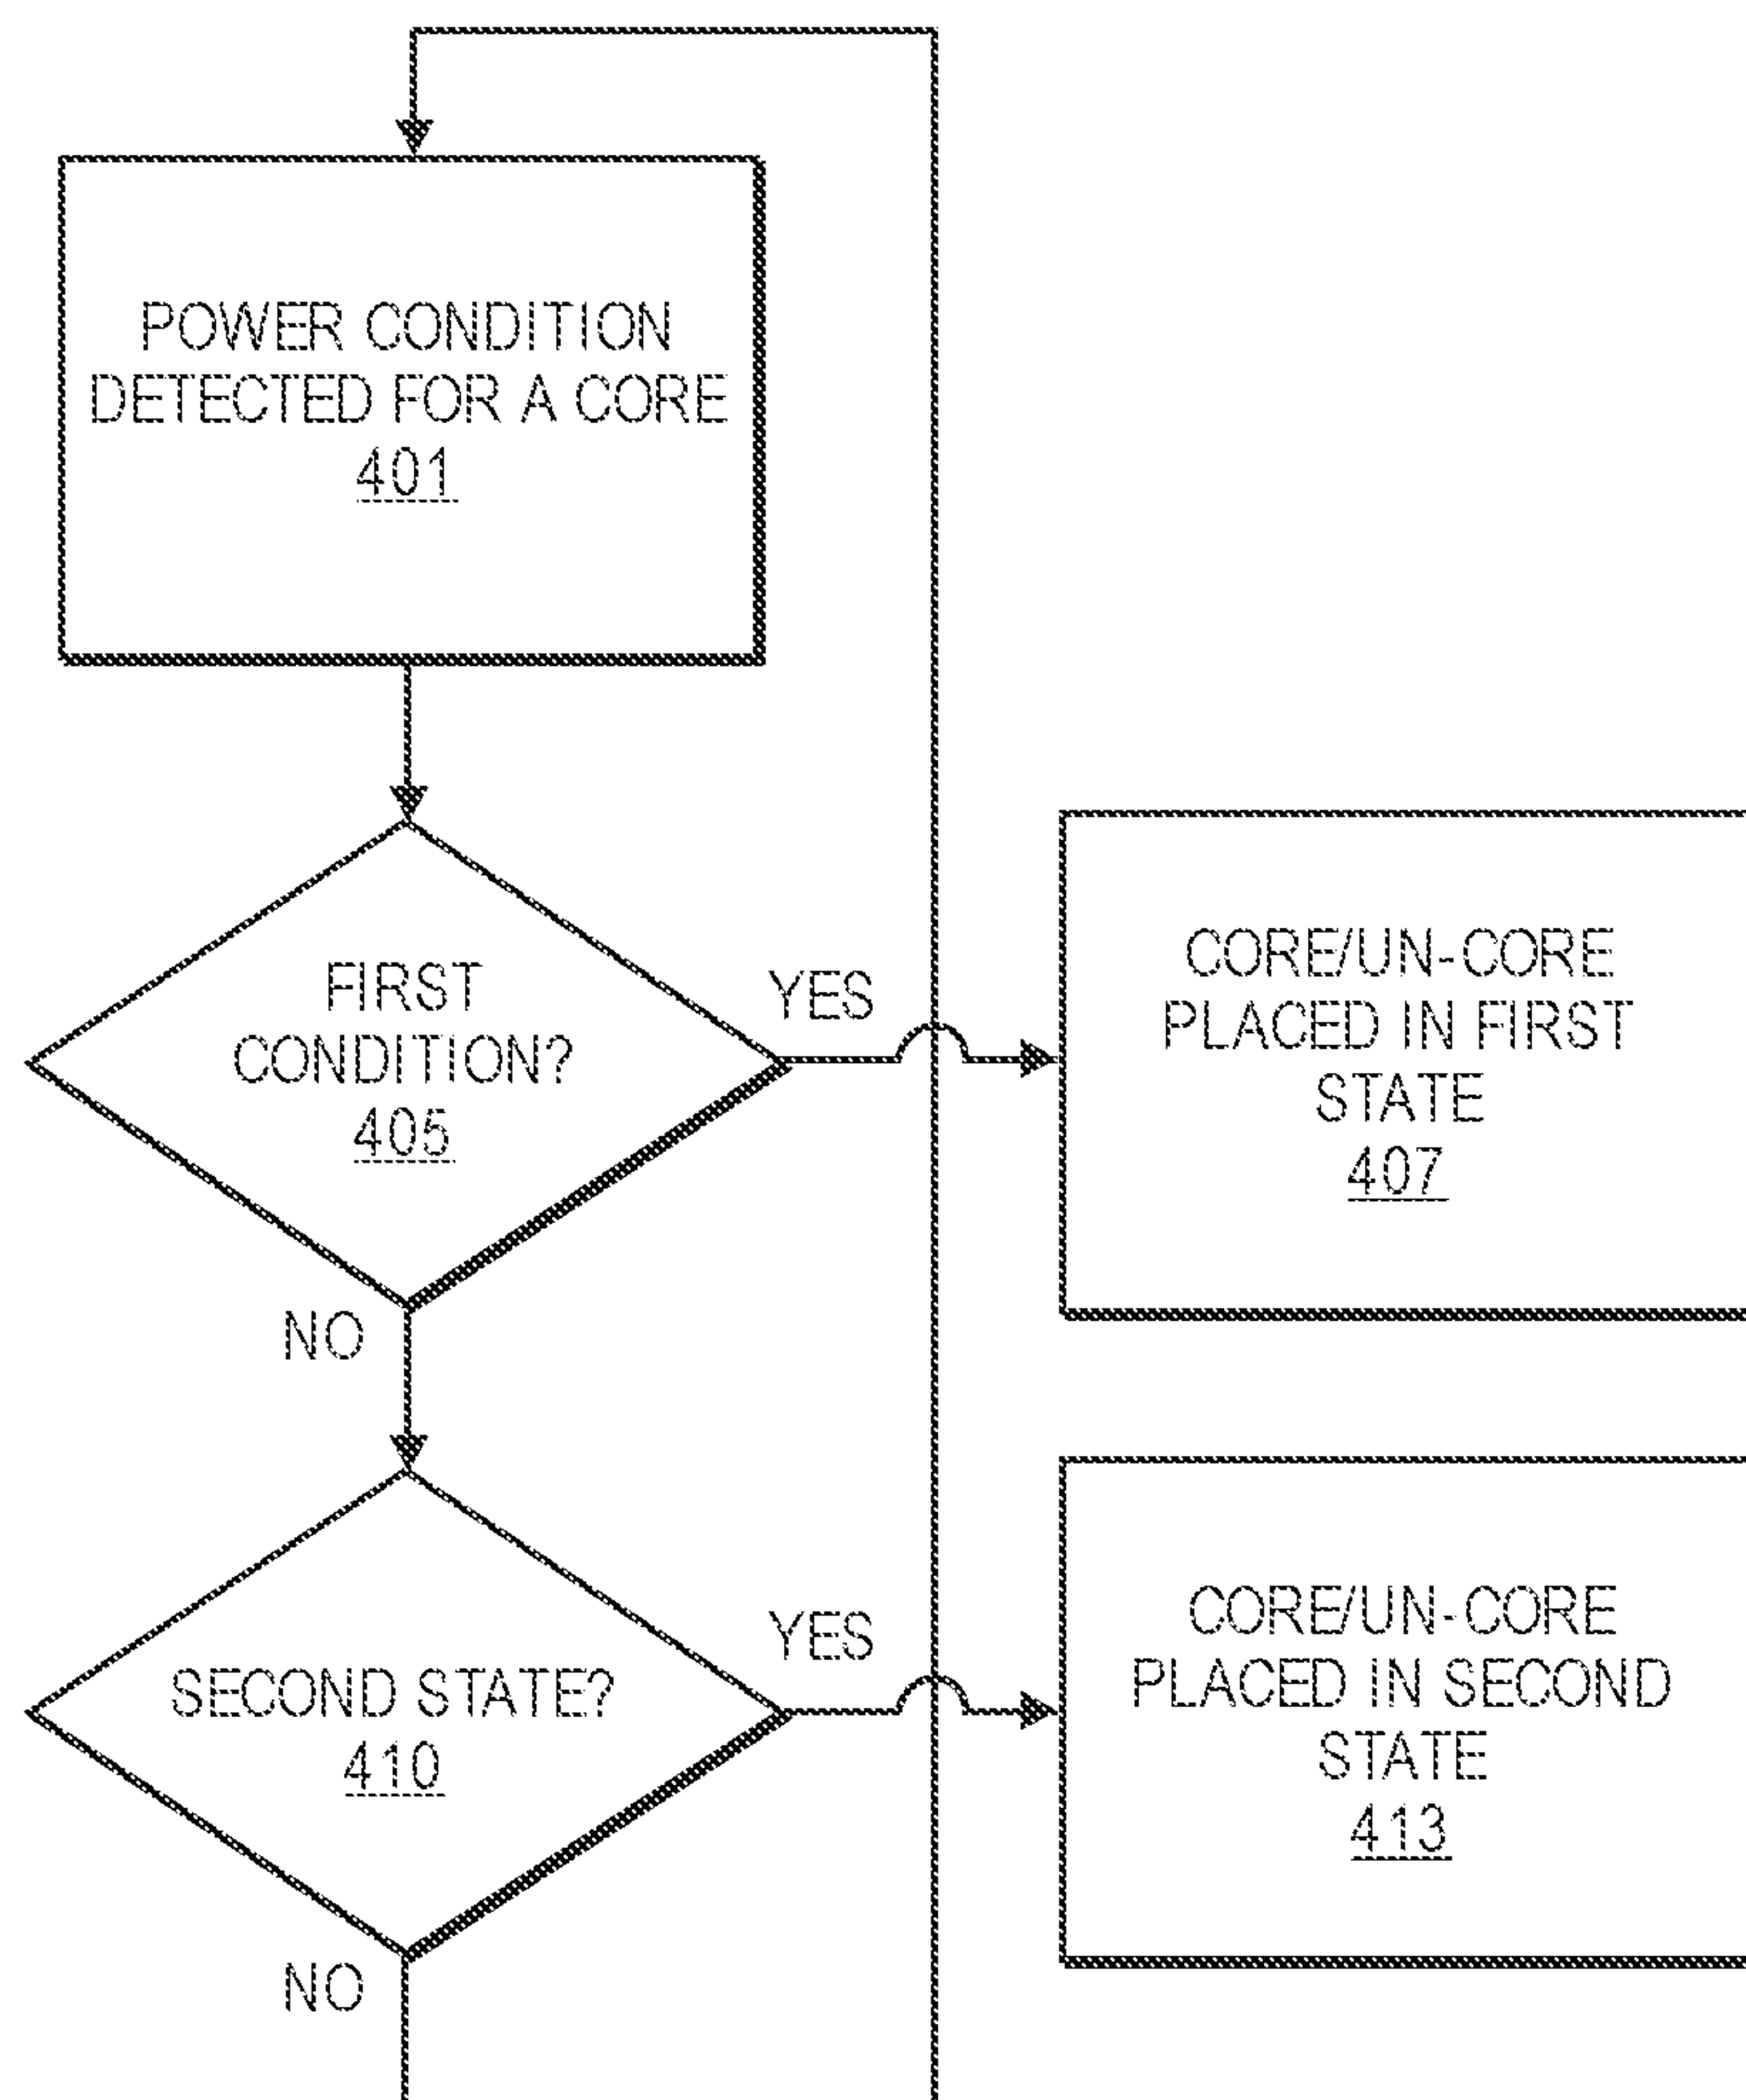 POWER CONDITION
DETECTED FOR A CORE
401
FIRST
CONDITION?
405
YES
CORE/UN-CORE
PLACED IN FIRST
STATE
407
NO
SECOND STATE?
410
YES
CORE/UN-CORE
PLACED IN SECOND
STATE
413
NO